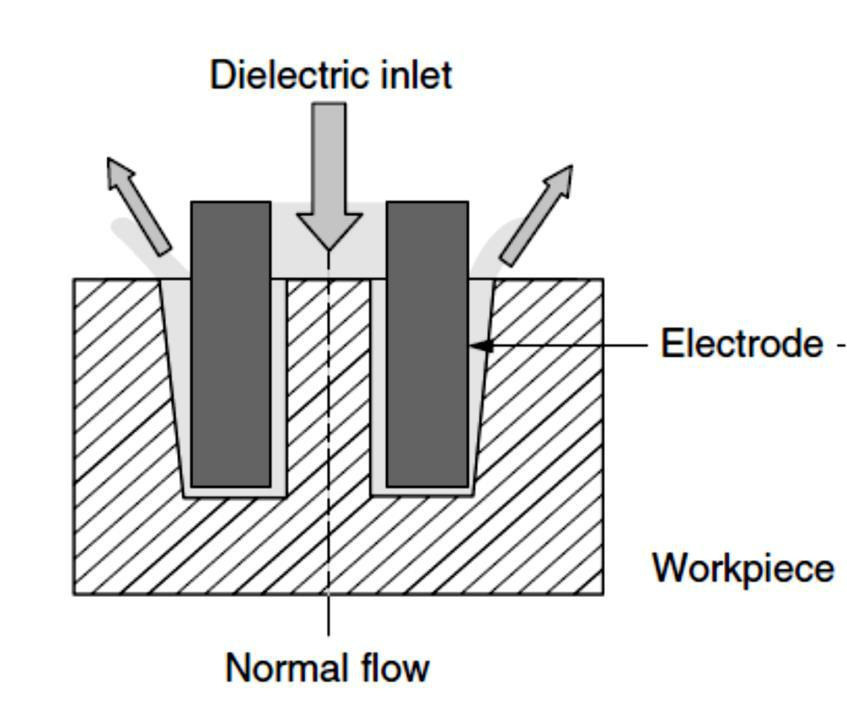 Dielectric inlet
Electrode -
Workpiece
Normal flow